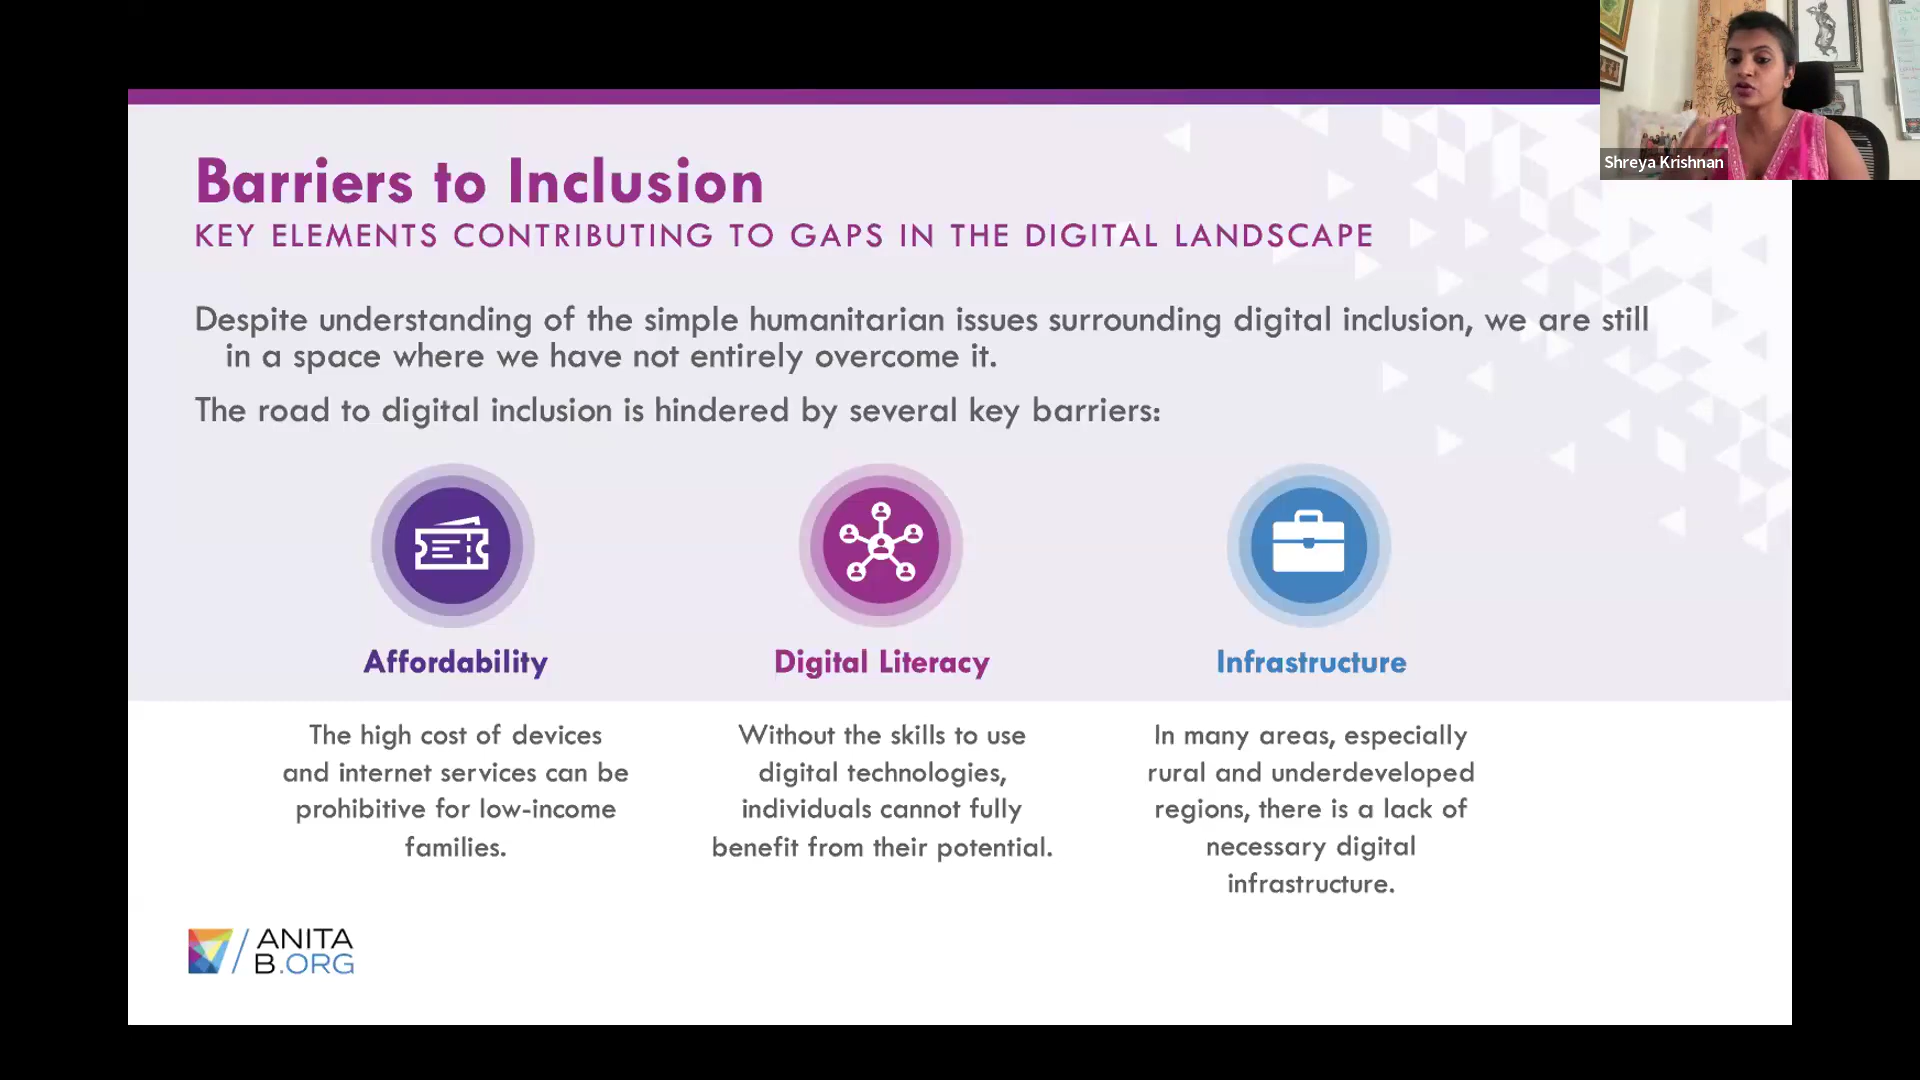 Barriers to Inclusion
KEY ELEMENTS CONTRIBUTING TO GAPS IN THE DIGITAL LANDSCAPE
Despite understanding of the simple humanitarian issues surrounding digital inclusion, we are still
in a space where we have not entirely overcome it.
The road to digital inclusion is hindered by several key barriers:
Affordability
The high cost of devices
and internet services can be
prohibitive for low-income
families.
Digital Literacy
Without the skills to use
digital technologies,
individuals cannot fully
benefit from their potential.
Infrastructure
In many areas, especially
rural and underdeveloped
regions, there is a lack of
necessary digital
infrastructure.
ANITA
B.ORG
Shreya Krishnan